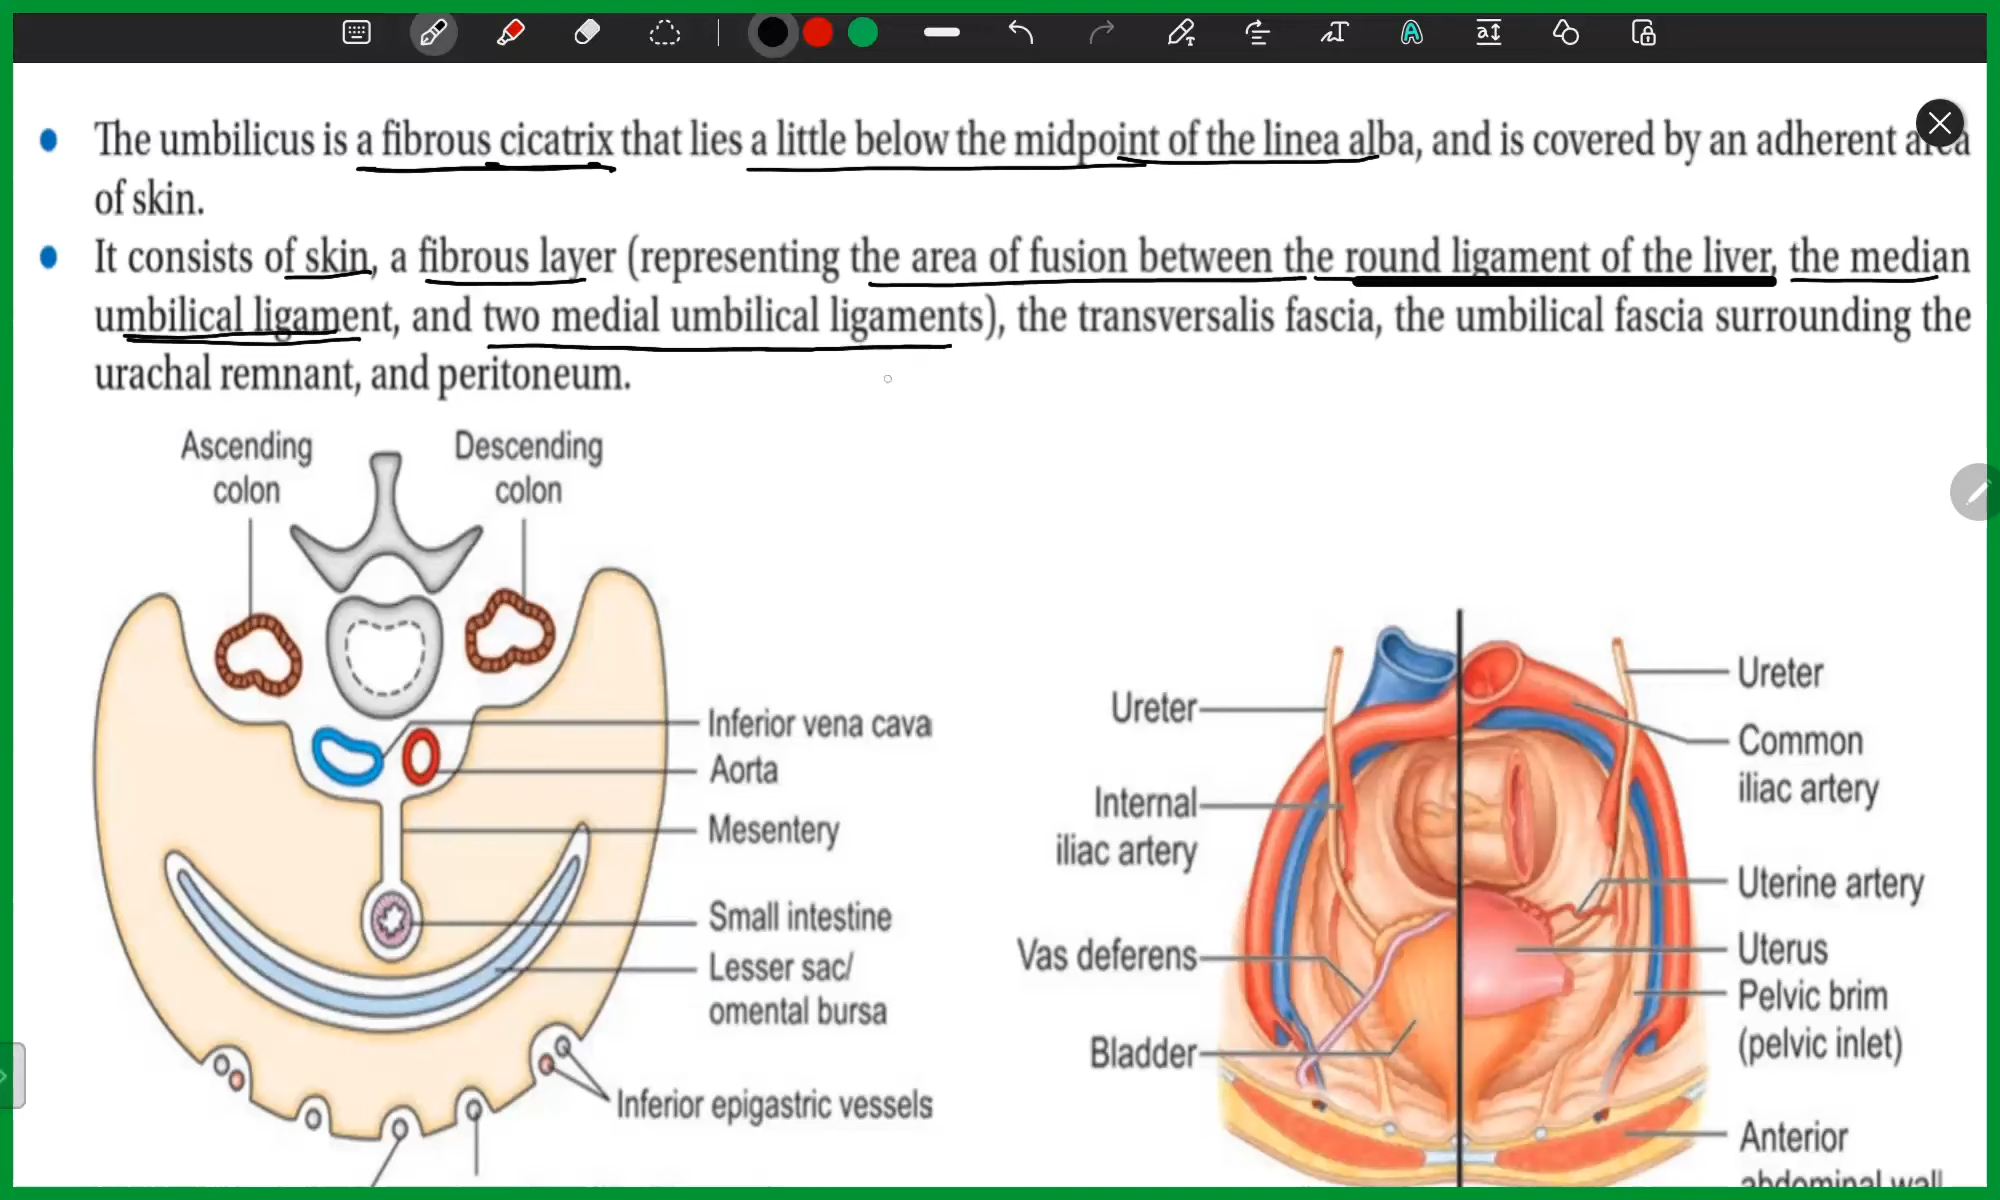 The umbilicus is a fibrous cicatrix that lies a little below the midpoint of the linea alba, and is covered by an adherent area
of skin.
It consists of skin, a fibrous layer (representing the area of fusion between the round ligament of the liver, the median
umbilical ligament, and two medial umbilical ligaments), the transversalis fascia, the umbilical fascia surrounding the
urachal remnant, and peritoneum.
Ascending
colon
Descending
colon
Inferior vena cava
Aorta
Mesentery
Small intestine
Lesser sac/
omental bursa
Inferior epigastric vessels
Ureter
Internal
iliac artery
Vas deferens
Bladder
Ureter
Common
iliac artery
Uterine artery
Uterus
Pelvic brim
(pelvic inlet)
Anterior
abdominal wall